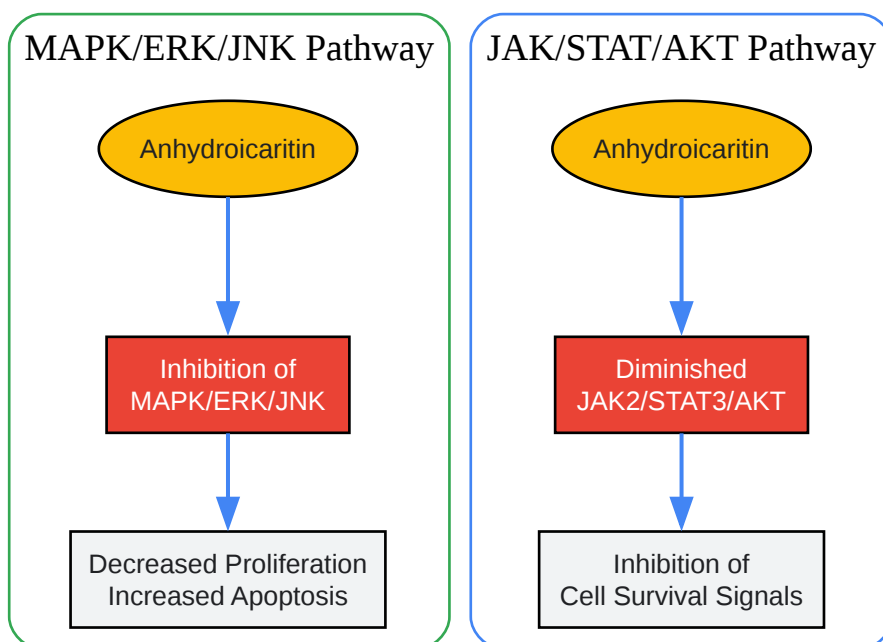 MAPK/ERK/JNK Pathway
Anhydroicaritin
Inhibition of
MAPK/ERK/JNK
Decreased Proliferation
Increased Apoptosis
JAK/STAT/AKT Pathway
Anhydroicaritin
Diminished
JAK2/STAT3/AKT
Inhibition of
Cell Survival Signals